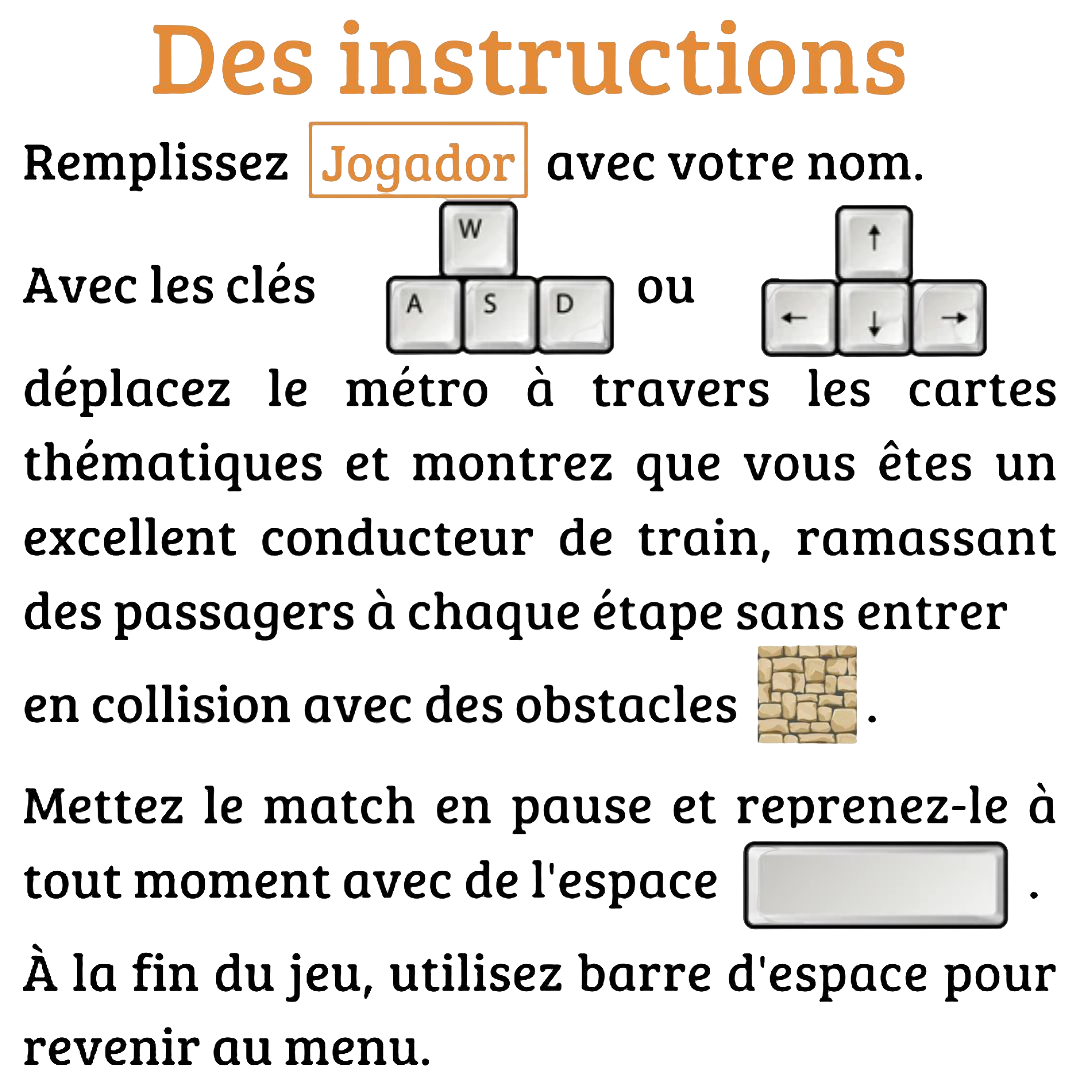 Des instructions
Remplissez Jogador avec votre nom.
W
Avec les clés A S D ou ↑ ← ↓ →
déplacez le métro à travers les cartes
thématiques et montrez que vous êtes un
excellent conducteur de train, ramassant
des passagers à chaque étape sans entrer
en collision avec des obstacles .
Mettez le match en pause et reprenez-le à
tout moment avec de l'espace .
À la fin du jeu, utilisez barre d'espace pour
revenir au menu.